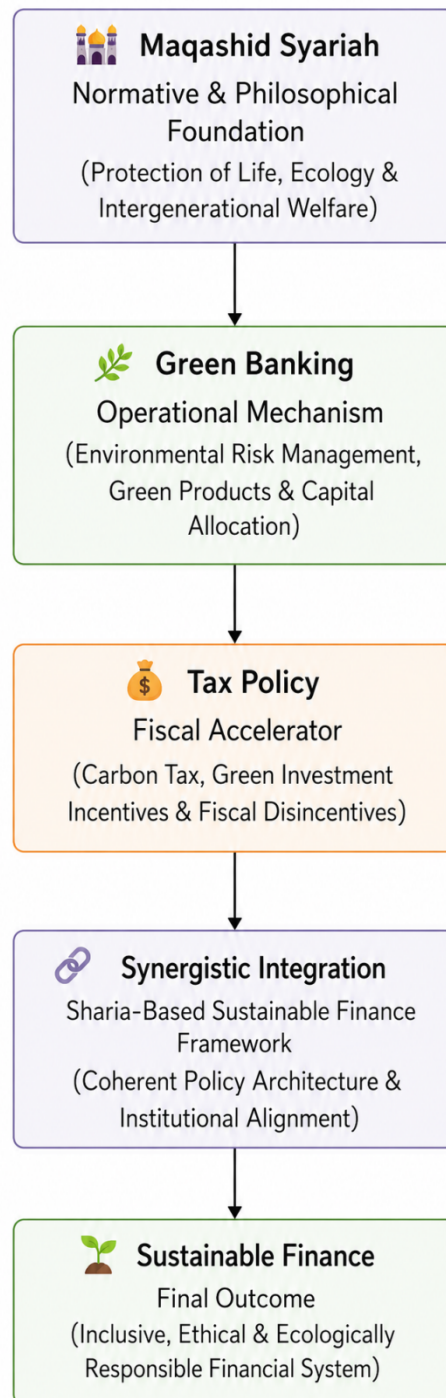 Maqashid Syariah
Normative & Philosophical
Foundation
(Protection of Life, Ecology &
Intergenerational Welfare)
Green Banking
Operational Mechanism
(Environmental Risk Management,
Green Products & Capital
Allocation)
$
Tax Policy
Fiscal Accelerator
(Carbon Tax, Green Investment
Incentives & Fiscal Disincentives)
Synergistic Integration
Sharia-Based Sustainable Finance
Framework
(Coherent Policy Architecture &
Institutional Alignment)
Sustainable Finance
Final Outcome
(Inclusive, Ethical & Ecologically
Responsible Financial System)